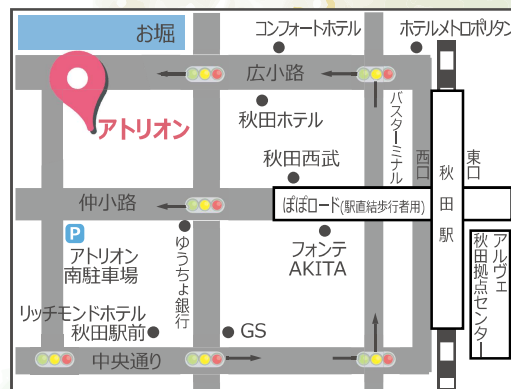 お堀
コンフォートホテル
ホテルメトロポリタン
広小路
アトリオン
秋田ホテル
バスターミナル
秋田西武
西口
秋田駅
東口
仲小路
ぽぽロード(駅直結歩行者用)
P
アトリオン
南駐車場
ゆうちょ銀行
フォンテ
AKITA
アルヴェ
秋田拠点センター
リッチモンドホテル
秋田駅前
GS
中央通り